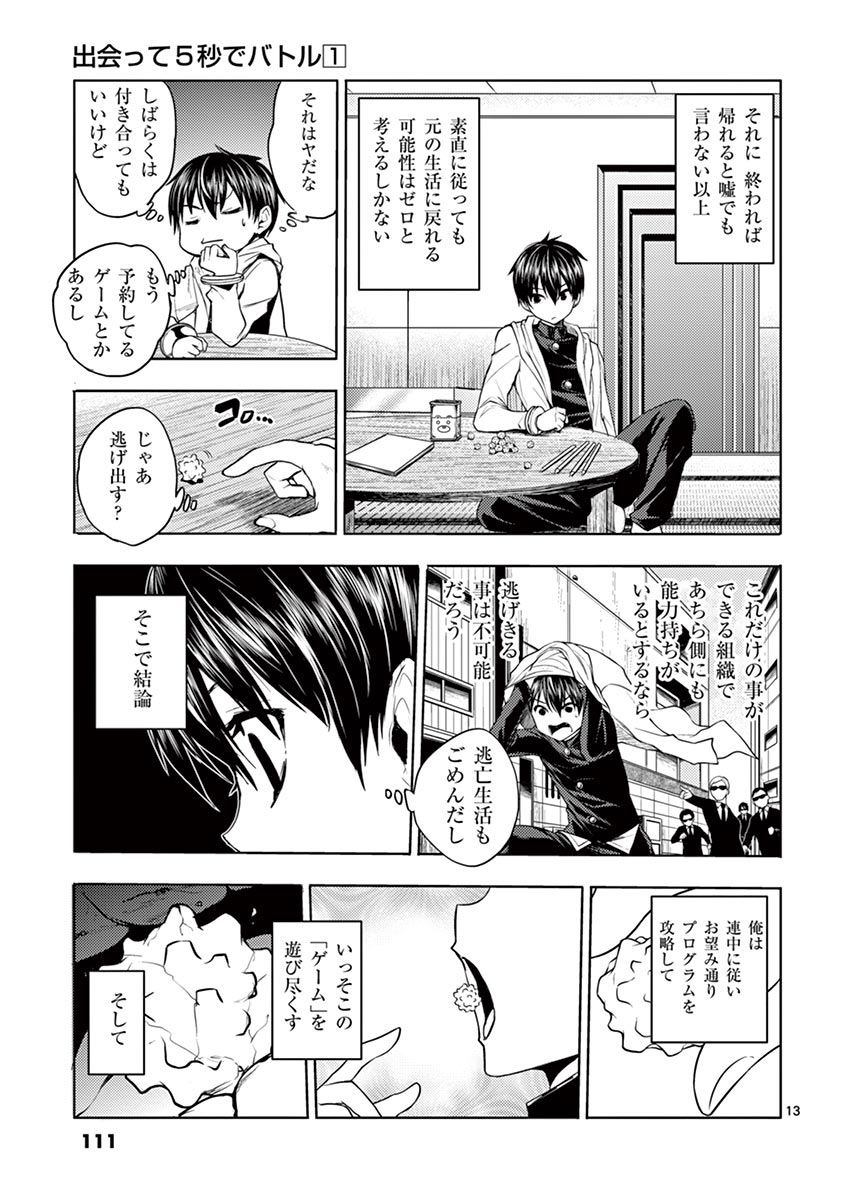 出会って5秒でバトル1
それに 終われば
帰れると嘘でも
言わない以上
素直に従っても
元の生活に戻れる
可能性はゼロと
考えるしかない
それはヤだな
しばらくは
付き合っても
いいけど
もう
予約してる
ゲームとか
あるし
コロ…
じゃあ
逃げ出す?
これだけの事が
できる組織で
あちら側にも
能力持ちが
いるとするなら
逃げきる
事は不可能
だろう
逃亡生活も
ごめんだし
そこで結論
俺は
連中に従い
お望み通り
プログラムを
攻略して
いっそこの
「ゲーム」を
遊び尽くす
そして
13
111